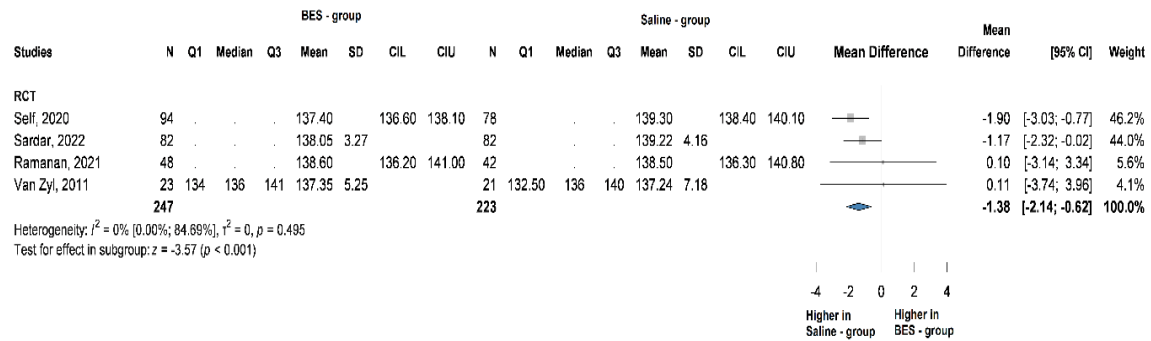 BES - group Saline - group
Mean
Studies N Q1 Median Q3 Mean SD CIL CIU N Q1 Median Q3 Mean SD CIL CIU Mean Difference Difference [95% CI] Weight
RCT
Self, 2020 94 . . . 137.40 136.60 138.10 78 . . . 139.30 138.40 140.10 -1.90 [-3.03; -0.77] 46.2%
Sardar, 2022 82 . . . 138.05 3.27 82 . . . 139.22 4.16 -1.17 [-2.32; -0.02] 44.0%
Ramanan, 2021 48 . . . 138.60 136.20 141.00 42 . . . 138.50 136.30 140.80 0.10 [-3.14; 3.34] 5.6%
Van Zyl, 2011 23 134 136 141 137.35 5.25 21 132.50 136 140 137.24 7.18 0.11 [-3.74; 3.96] 4.1%
247 223 -1.38 [-2.14; -0.62] 100.0%
Heterogeneity: I² = 0% [0.00%; 84.69%], τ² = 0, p = 0.495
Test for effect in subgroup: z = -3.57 (p < 0.001)
-4 -2 0 2 4
Higher in Higher in
Saline - group BES - group